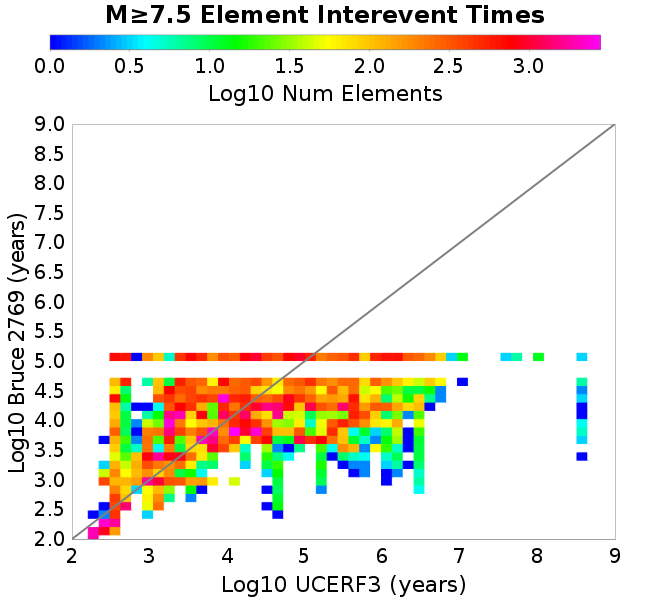 M≥7.5 Element Interevent Times
0.0 0.5 1.0 1.5 2.0 2.5 3.0
Log10 Num Elements
9.0
8.5
8.0
7.5
7.0
6.5
6.0
5.5
5.0
4.5
4.0
3.5
3.0
2.5
2.0
Log10 Bruce 2769 (years)
2 3 4 5 6 7 8 9
Log10 UCERF3 (years)